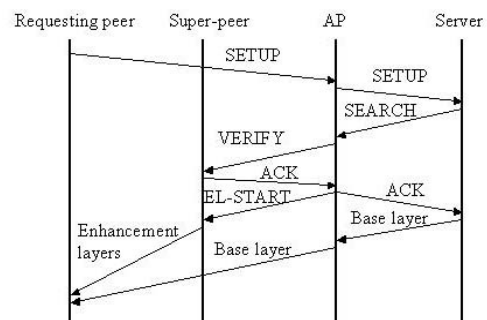 Requesting peer Super-peer AP Server
SETUP
SETUP
SEARCH
VERIFY
ACK
EL-START
ACK
Base layer
Enhancement
layers
Base layer